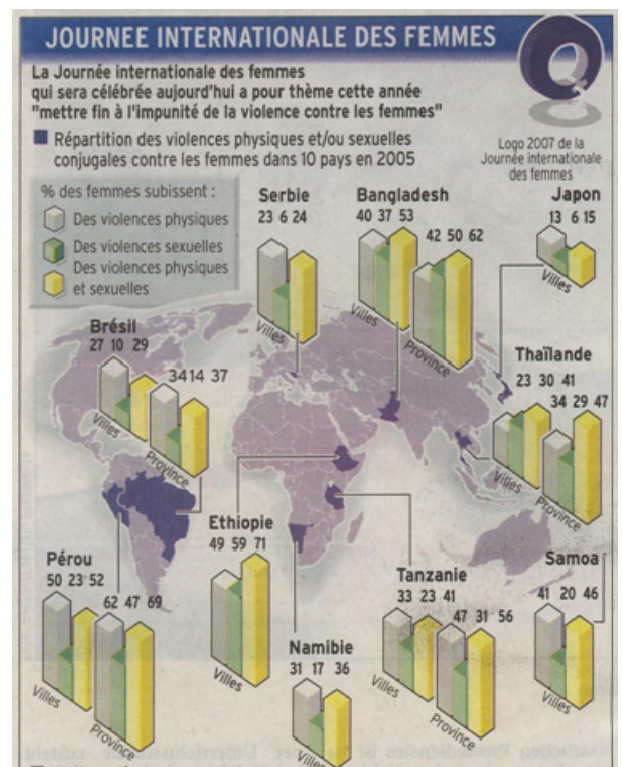 JOURNEE INTERNATIONALE DES FEMMES
La Journée internationale des femmes
qui sera célébrée aujourd'hui a pour thème cette année
"mettre fin à l'impunité de la violence contre les femmes"
Répartition des violences physiques et/ou sexuelles
conjugales contre les femmes dans 10 pays en 2005
Logo 2007 de la
Journée internationale
des femmes
% des femmes subissent :
Des violences physiques
Des violences sexuelles
Des violences physiques
et sexuelles
Serbie
23 6 24
Villes
Bangladesh
40 37 53
Villes
42 50 62
Province
Japon
13 6 15
Villes
Brésil
27 10 29
Villes
34 14 37
Province
Thaïlande
23 30 41
Villes
34 29 47
Province
Ethiopie
49 59 71
Villes
Pérou
50 23 52
Villes
62 47 69
Province
Namibie
31 17 36
Villes
Tanzanie
33 23 41
Villes
47 31 56
Province
Samoa
41 20 46
Villes